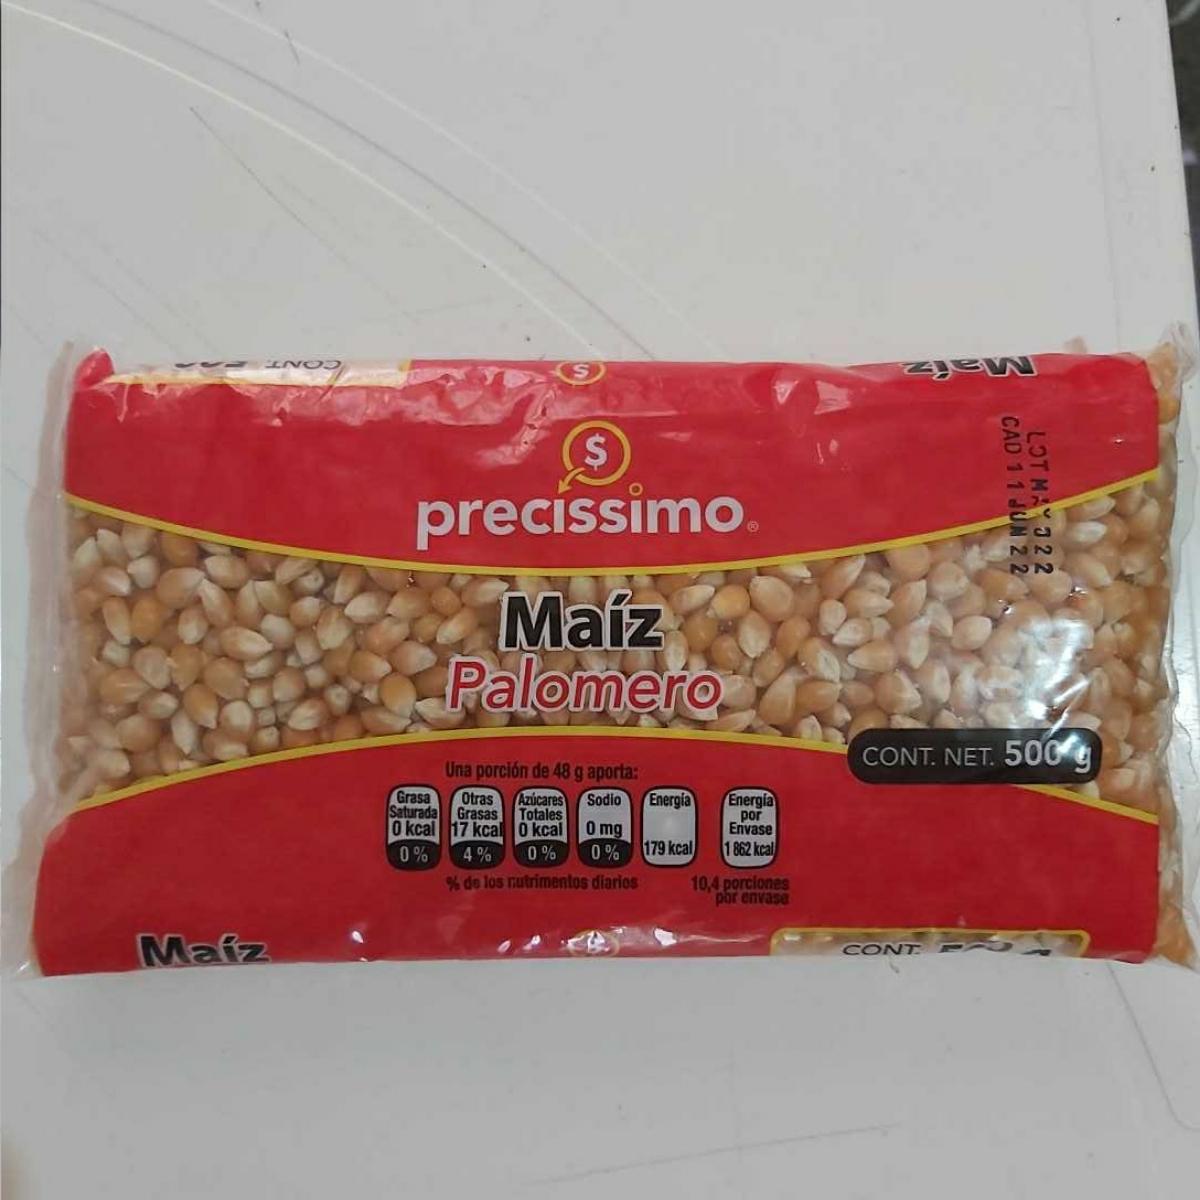 CONT.
$
Maíz
$
precissimo®
CAD 11 JUN 22
Maíz
Palomero
CONT. NET. 500 g
Una porción de 48 g aporta:
Grasa Saturada 0 kcal 0 %
Otras Grasas 17 kcal 4 %
Azúcares Totales 0 kcal 0 %
Sodio 0 mg 0 %
Energía 179 kcal
Energía por Envase 1 862 kcal
% de los nutrimentos diarios
10,4 porciones
por envase
Maíz
CONT.